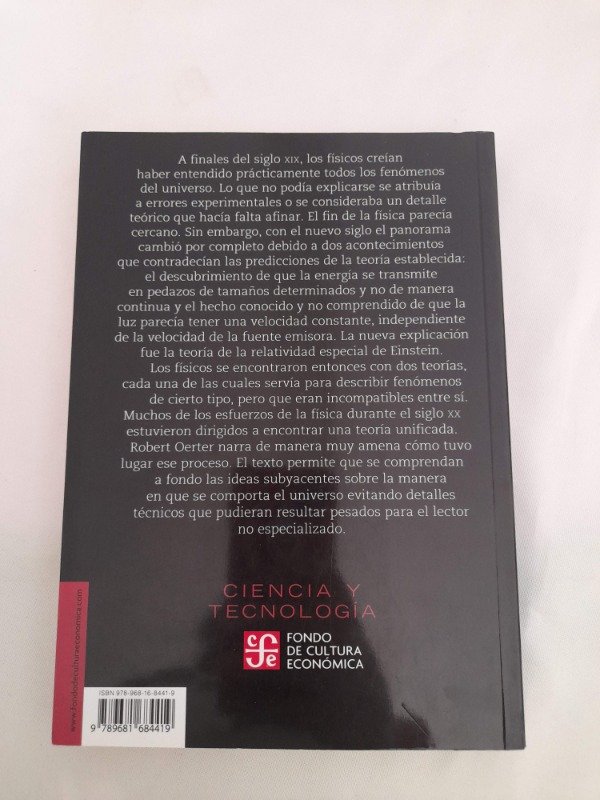 A finales del siglo XIX, los físicos creían
haber entendido prácticamente todos los fenómenos
del universo. Lo que no podía explicarse se atribuía
a errores experimentales o se consideraba un detalle
teórico que hacía falta afinar. El fin de la física parecía
cercano. Sin embargo, con el nuevo siglo el panorama
cambió por completo debido a dos acontecimientos
que contradecían las predicciones de la teoría establecida:
el descubrimiento de que la energía se transmite
en pedazos de tamaños determinados y no de manera
continua y el hecho conocido y no comprendido de que la
luz parecía tener una velocidad constante, independiente
de la velocidad de la fuente emisora. La nueva explicación
fue la teoría de la relatividad especial de Einstein.
Los físicos se encontraron entonces con dos teorías,
cada una de las cuales servía para describir fenómenos
de cierto tipo, pero que eran incompatibles entre sí.
Muchos de los esfuerzos de la física durante el siglo XX
estuvieron dirigidos a encontrar una teoría unificada.
Robert Oerter narra de manera muy amena cómo tuvo
lugar ese proceso. El texto permite que se comprendan
a fondo las ideas subyacentes sobre la manera
en que se comporta el universo evitando detalles
técnicos que pudieran resultar pesados para el lector
no especializado.
CIENCIA Y
TECNOLOGÍA
cfe
FONDO
DE CULTURA
ECONÓMICA
www.fondodeculturaeconomica.com
ISBN 978-968-16-8441-9
9 789681 684419